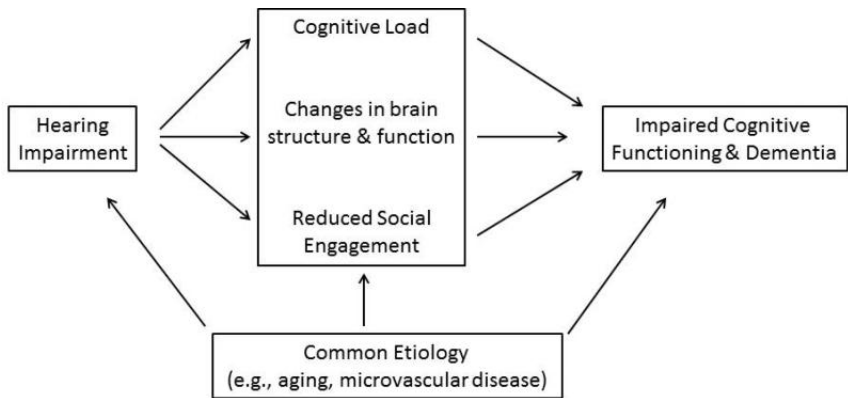 Cognitive Load
Hearing
Impairment
Changes in brain
structure & function
Impaired Cognitive
Functioning & Dementia
Reduced Social
Engagement
Common Etiology
(e.g., aging, microvascular disease)